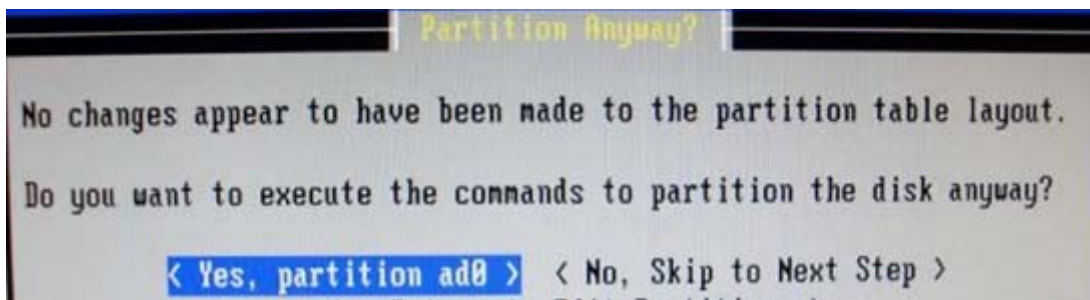 Partition Anyway?
No changes appear to have been made to the partition table layout.
Do you want to execute the commands to partition the disk anyway?
< Yes, partition ad0 > < No, Skip to Next Step >